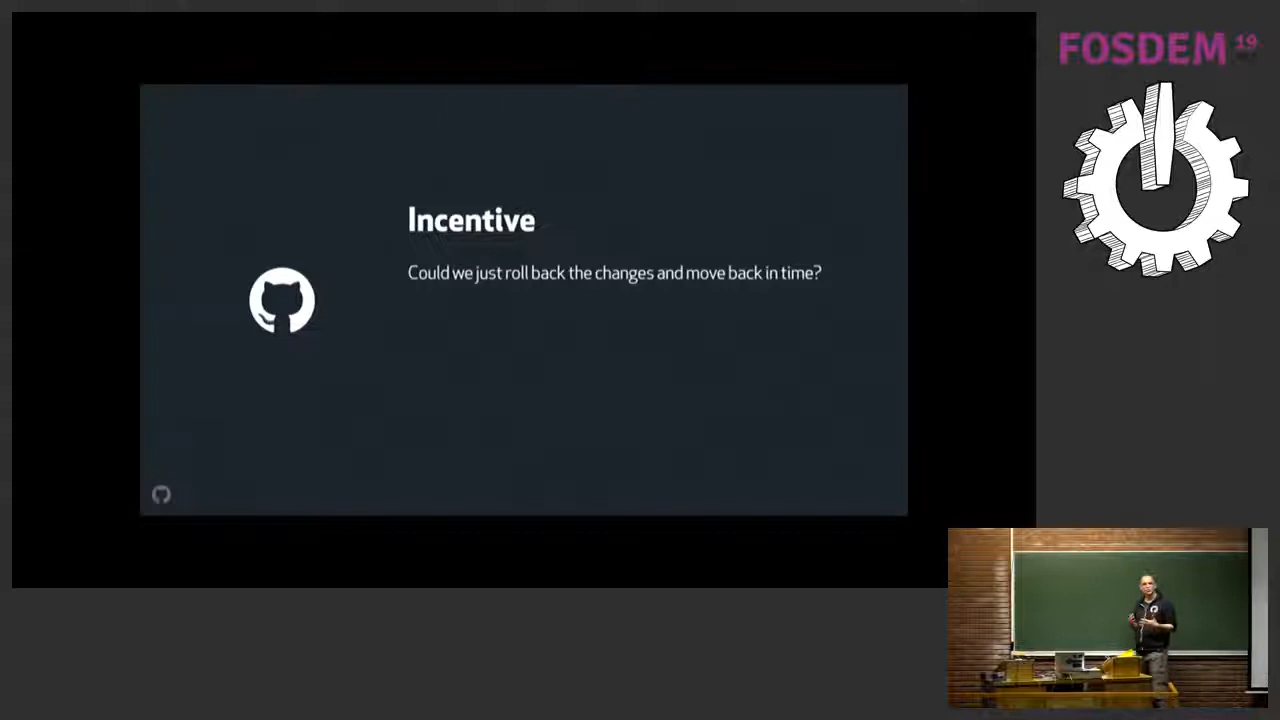 FOSDEM 19
Incentive
Could we just roll back the changes and move back in time?